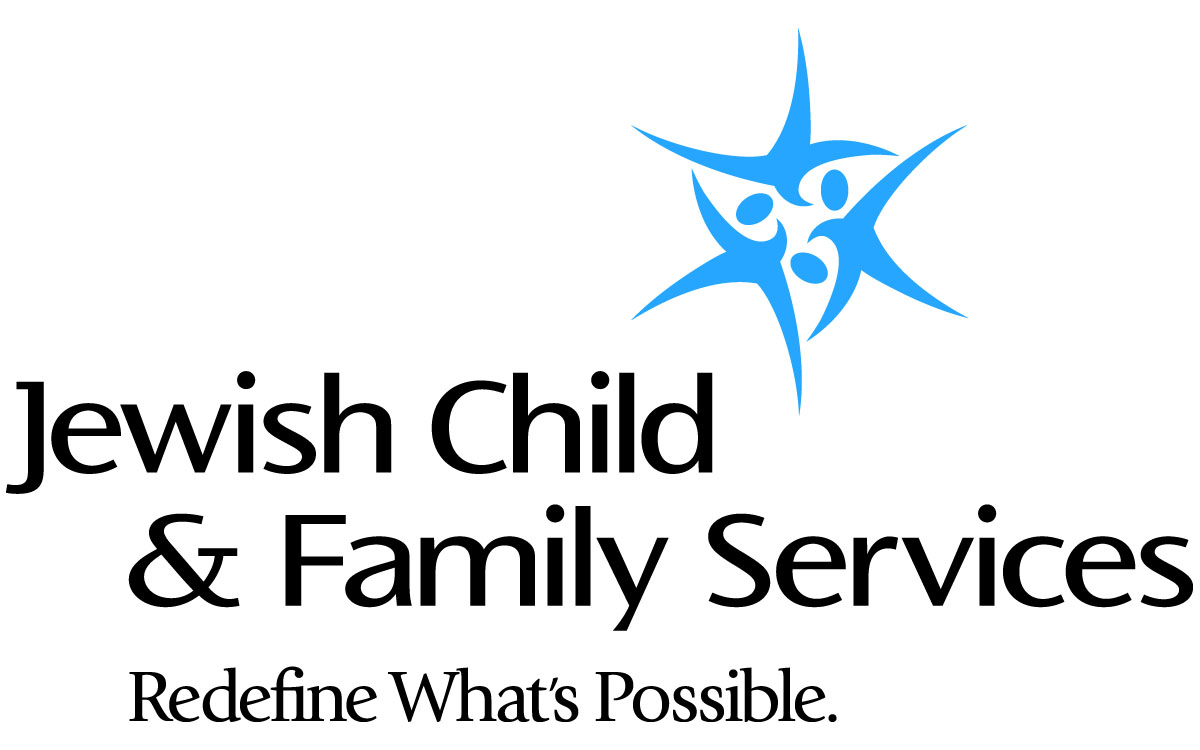 Jewish Child
& Family Services
Redefine What's Possible.